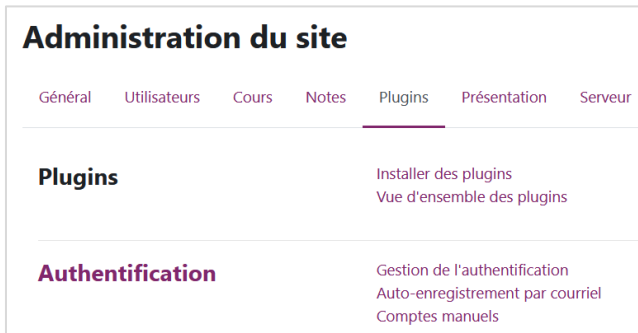 Administration du site
Général Utilisateurs Cours Notes Plugins Présentation Serveur
Plugins
Installer des plugins
Vue d'ensemble des plugins
Authentification
Gestion de l'authentification
Auto-enregistrement par courriel
Comptes manuels